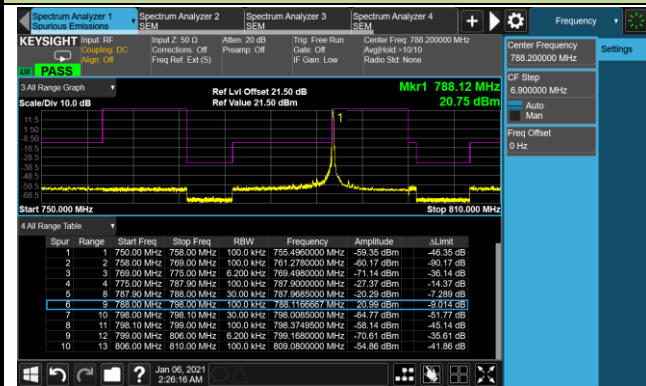 Spectrum Analyzer 1
Spurious Emissions
Spectrum Analyzer 2
SEM
Spectrum Analyzer 3
SEM
Spectrum Analyzer 4
SEM
Frequency
KEYSIGHT
Input: RF
Coupling: DC
Align: Off
Input Z: 50 Ω
Corrections: Off
Freq Ref: Ext (S)
Atten: 20 dB
Preamp: Off
Trig: Free Run
Gate: Off
IF Gain: Low
Center Freq: 788.200000 MHz
Avg|Hold:>10/10
Radio Std: None
PASS
Center Frequency
788.200000 MHz
Settings
CF Step
6.900000 MHz
Auto
Man
Freq Offset
0 Hz
3 All Range Graph
Scale/Div 10.0 dB
Ref Lvl Offset 21.50 dB
Ref Value 21.50 dBm
Mkr1 788.12 MHz
20.75 dBm
11.5
1.50
-8.50
-18.5
-28.5
-38.5
-48.5
-58.5
-68.5
1
Start 750.000 MHz
Stop 810.000 MHz
4 All Range Table
Spur Range Start Freq Stop Freq RBW Frequency Amplitude ΔLimit
1 1 750.00 MHz 758.00 MHz 100.0 kHz 755.4960000 MHz -59.35 dBm -46.35 dB
2 2 758.00 MHz 769.00 MHz 100.0 kHz 761.2780000 MHz -60.17 dBm -90.17 dB
3 3 769.00 MHz 775.00 MHz 6.200 kHz 769.4980000 MHz -71.14 dBm -36.14 dB
4 4 775.00 MHz 787.90 MHz 100.0 kHz 787.9000000 MHz -27.37 dBm -14.37 dB
5 8 787.90 MHz 788.00 MHz 30.00 kHz 787.9685000 MHz -20.29 dBm -7.289 dB
6 9 788.00 MHz 798.00 MHz 100.0 kHz 788.1166667 MHz 20.99 dBm -9.014 dB
7 10 798.00 MHz 798.10 MHz 30.00 kHz 798.0085000 MHz -64.77 dBm -51.77 dB
8 11 798.10 MHz 799.00 MHz 100.0 kHz 798.3749500 MHz -58.14 dBm -45.14 dB
9 12 799.00 MHz 806.00 MHz 6.200 kHz 799.1680000 MHz -70.61 dBm -35.61 dB
10 13 806.00 MHz 810.00 MHz 100.0 kHz 809.0800000 MHz -54.86 dBm -41.86 dB
Jan 06, 2021
2:26:16 AM